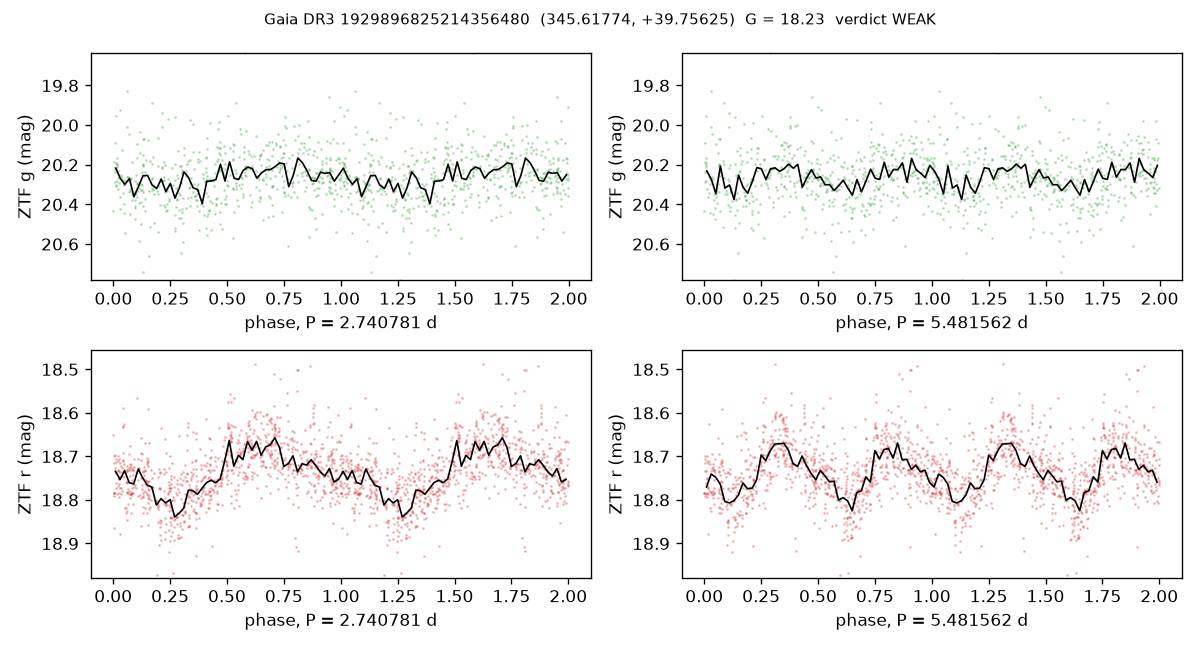 Gaia DR3 1929896825214356480 (345.61774, +39.75625) G = 18.23 verdict WEAK
ZTF g (mag)
19.8
20.0
20.2
20.4
20.6
0.00 0.25 0.50 0.75 1.00 1.25 1.50 1.75 2.00
phase, P = 2.740781 d
ZTF g (mag)
19.8
20.0
20.2
20.4
20.6
0.00 0.25 0.50 0.75 1.00 1.25 1.50 1.75 2.00
phase, P = 5.481562 d
ZTF r (mag)
18.5
18.6
18.7
18.8
18.9
0.00 0.25 0.50 0.75 1.00 1.25 1.50 1.75 2.00
phase, P = 2.740781 d
ZTF r (mag)
18.5
18.6
18.7
18.8
18.9
0.00 0.25 0.50 0.75 1.00 1.25 1.50 1.75 2.00
phase, P = 5.481562 d